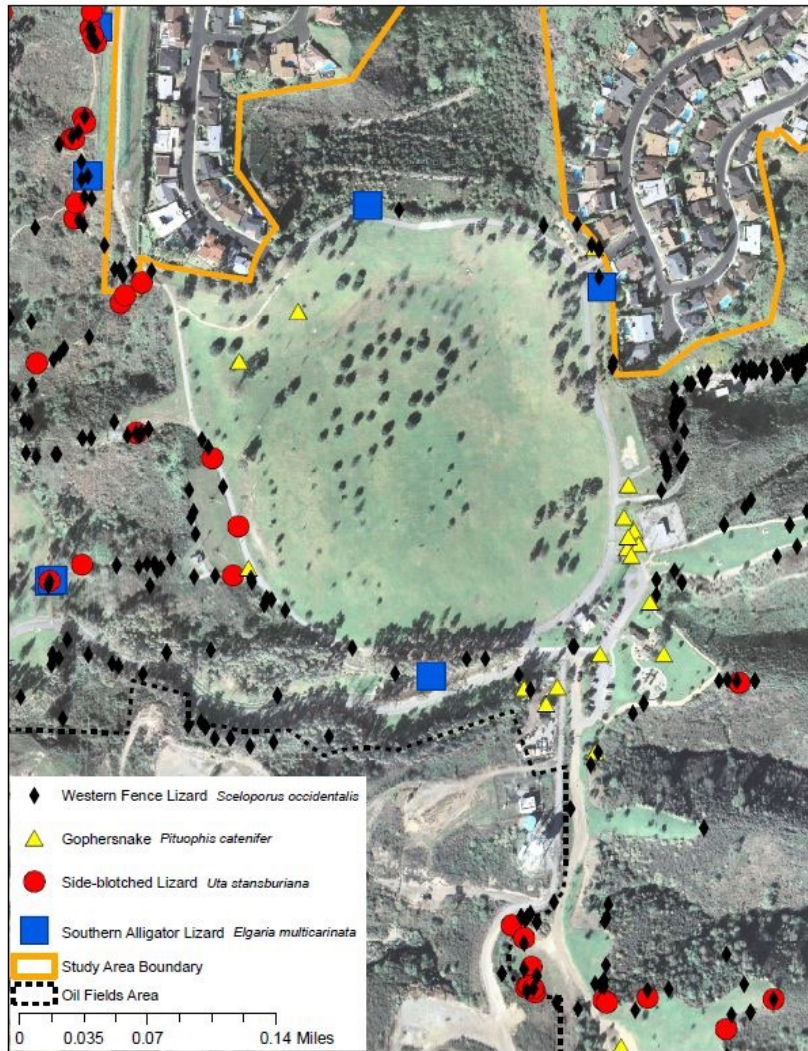 Western Fence Lizard Sceloporus occidentalis
Gophersnake Pituophis catenifer
Side-blotched Lizard Uta stansburiana
Southern Alligator Lizard Elgaria multicarinata
Study Area Boundary
Oil Fields Area
0 0.035 0.07 0.14 Miles